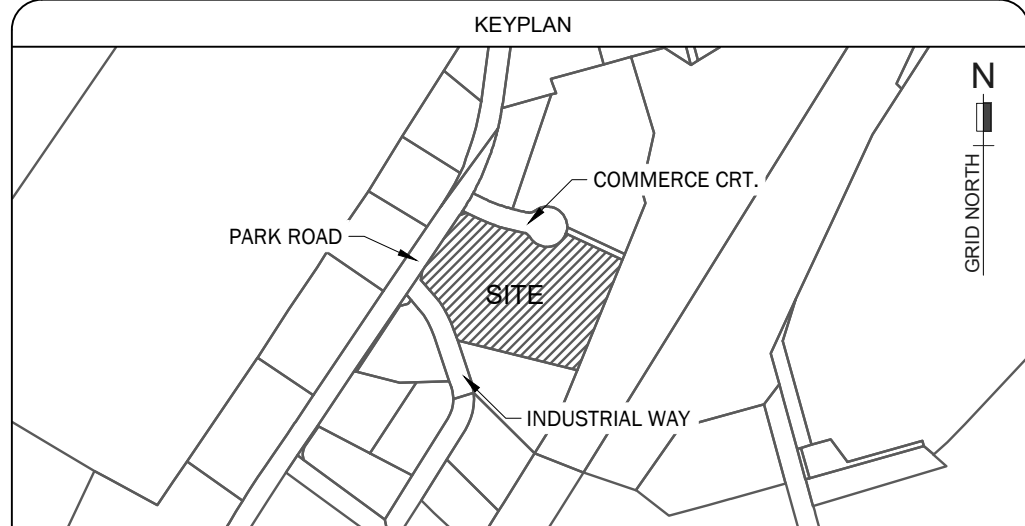 KEYPLAN
N
GRID NORTH
COMMERCE CRT.
PARK ROAD
SITE
INDUSTRIAL WAY